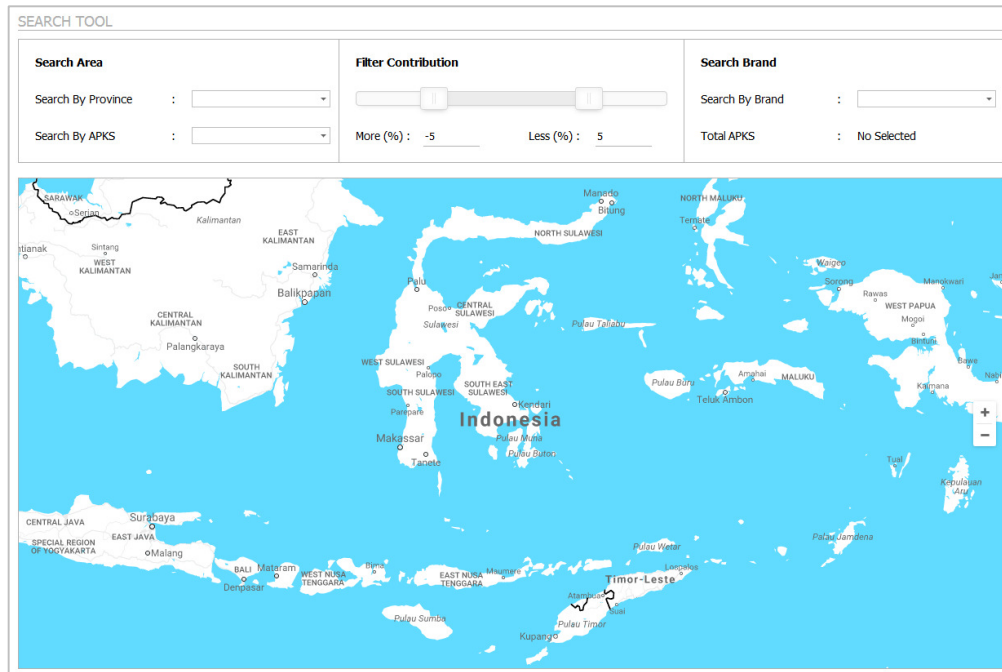 SEARCH TOOL
Search Area
Search By Province :
Search By APKS :
Filter Contribution
More (%) : -5 Less (%) : 5
Search Brand
Search By Brand :
Total APKS : No Selected
SARAWAK
Serian
Kalimantan
Manado
Bitung
NORTH MALUKU
Ternate
NORTH SULAWESI
EAST
KALIMANTAN
tianak
Sintang
WEST
KALIMANTAN
Samarinda
Balikpapan
Palu
Poso
CENTRAL
SULAWESI
Sulawesi
Pulau Taliabu
Waigeo
Sorong
Rawas
Manokwari
Jar
WEST PAPUA
Mogoi
Bintuni
CENTRAL
KALIMANTAN
Palangkaraya
SOUTH
KALIMANTAN
WEST SULAWESI
Palopo
SOUTH SULAWESI
SOUTH EAST
SULAWESI
Parepare
Kendari
Indonesia
Pulau Buru
Amahai
MALUKU
Teluk Ambon
Bawe
Kaimana
Nabi
+
−
Makassar
Tanete
Pulau Muna
Pulau Buton
Tual
Kepulauan
Aru
CENTRAL JAVA
Surabaya
SPECIAL REGION
OF YOGYAKARTA
EAST JAVA
Malang
BALI
Mataram
Denpasar
WEST NUSA
TENGGARA
Bima
EAST NUSA
TENGGARA
Maumere
Pulau Wetar
Palau Jamdena
Timor-Leste
Lospalos
Atambua
Suai
Pulau Sumba
Pulau Timor
Kupang